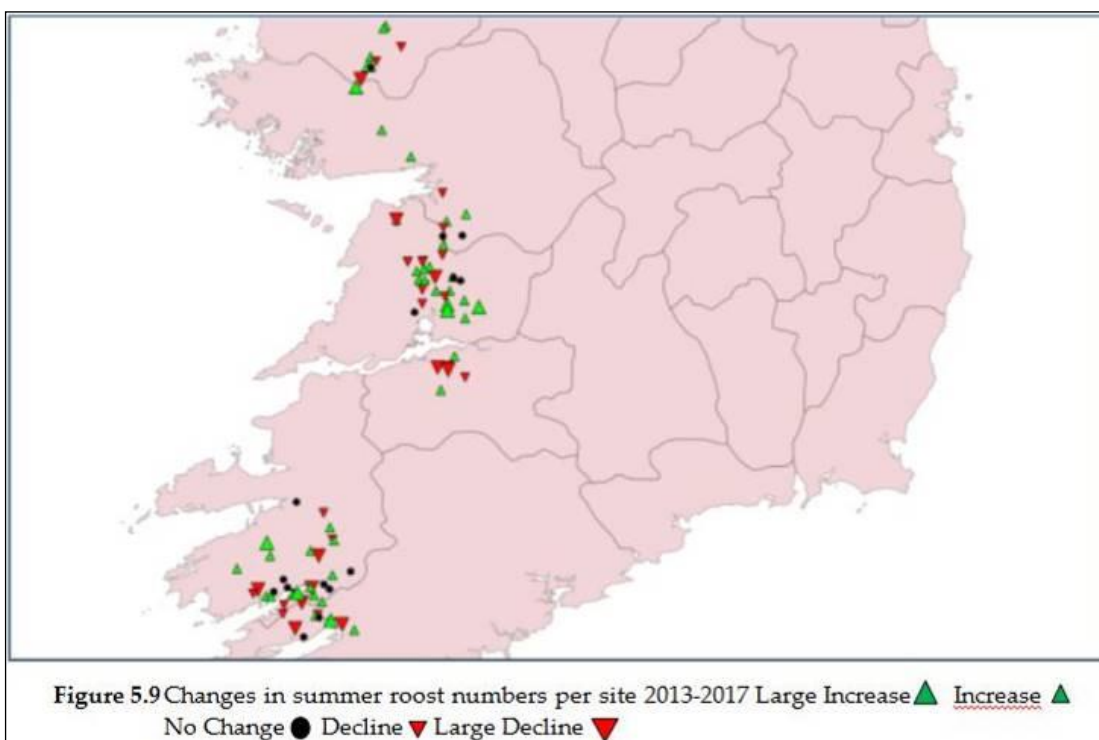 Figure 5.9 Changes in summer roost numbers per site 2013-2017 Large Increase Increase
No Change Decline Large Decline